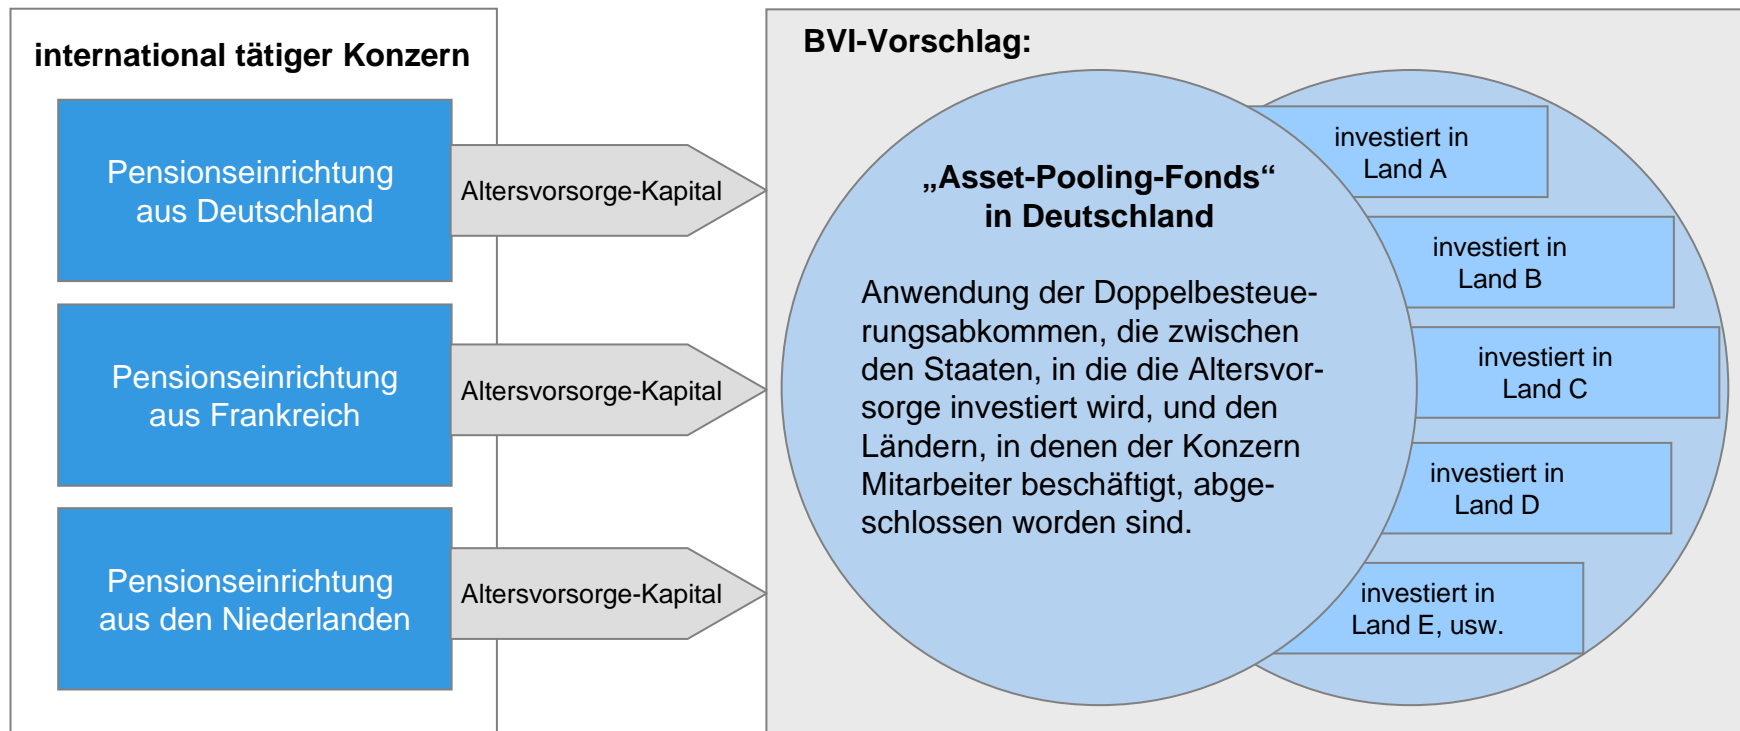 international tätiger Konzern
Pensionseinrichtung
aus Deutschland
Altersvorsorge-Kapital
Pensionseinrichtung
aus Frankreich
Altersvorsorge-Kapital
Pensionseinrichtung
aus den Niederlanden
Altersvorsorge-Kapital
BVI-Vorschlag:
„Asset-Pooling-Fonds“
in Deutschland
Anwendung der Doppelbesteue-
rungsabkommen, die zwischen
den Staaten, in die die Altersvor-
sorge investiert wird, und den
Ländern, in denen der Konzern
Mitarbeiter beschäftigt, abge-
schlossen worden sind.
investiert in
Land A
investiert in
Land B
investiert in
Land C
investiert in
Land D
investiert in
Land E, usw.